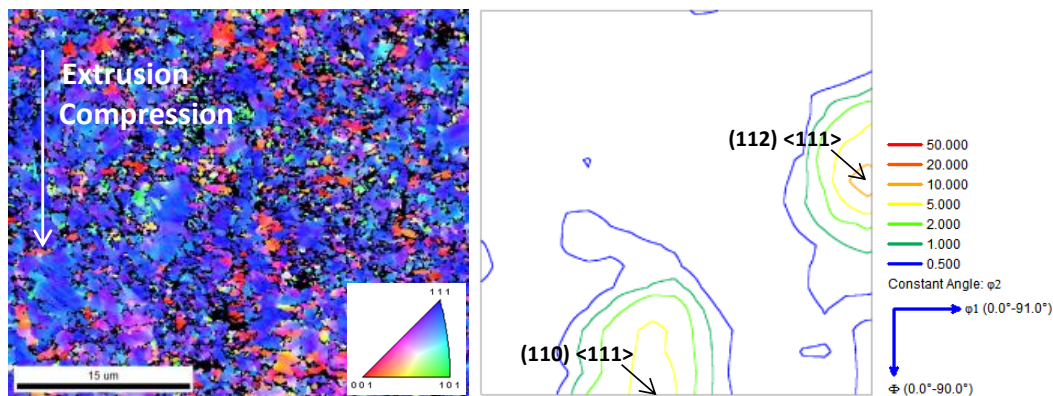 Extrusion
Compression
15 um
1 1 1
0 0 1
1 0 1
(112) <111>
(110) <111>
50.000
20.000
10.000
5.000
2.000
1.000
0.500
Constant Angle: φ2
φ1 (0.0°-91.0°)
Φ (0.0°-90.0°)